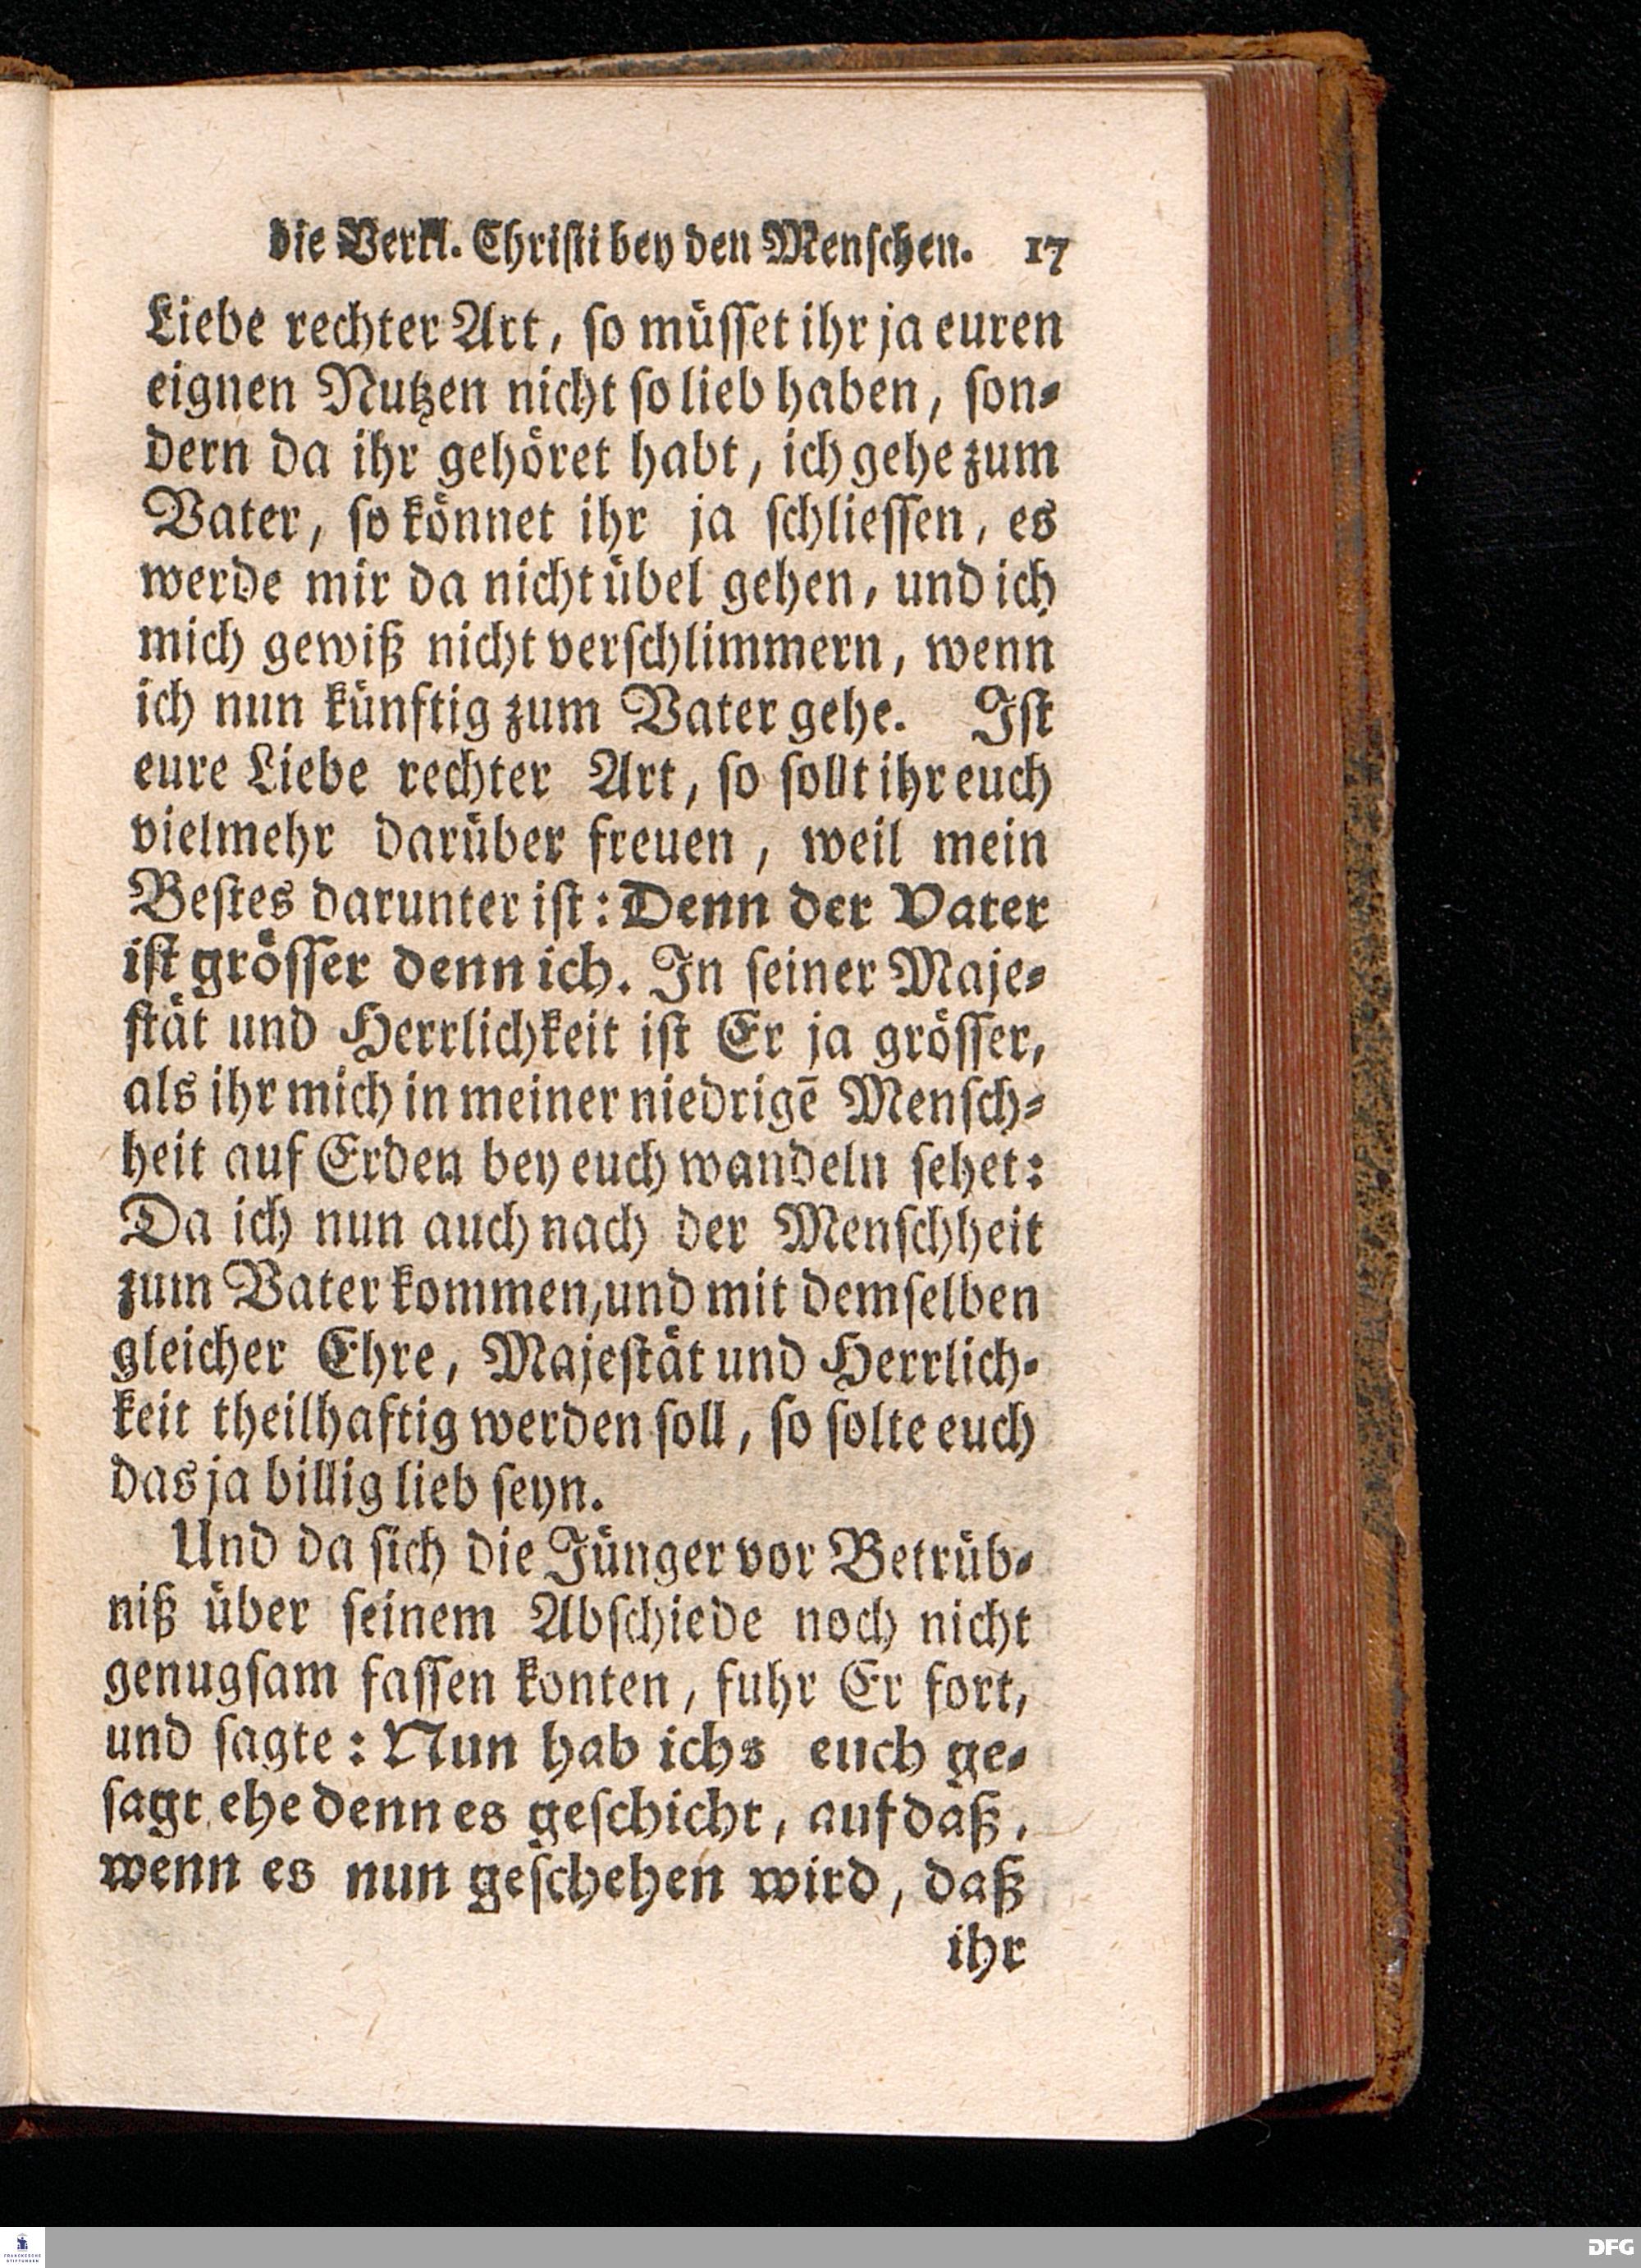 die Verkl. Christi bey den Menschen. 17
Liebe rechter Art, so müsset ihr ja euren
eignen Nutzen nicht so lieb haben, son-
dern da ihr gehöret habt, ich gehe zum
Vater, so könnet ihr ja schliessen, es
werde mir da nicht übel gehen, und ich
mich gewiß nicht verschlimmern, wenn
ich nun künftig zum Vater gehe. Ist
eure Liebe rechter Art, so sollt ihr euch
vielmehr darüber freuen, weil mein
Bestes darunter ist: Denn der Vater
ist grösser denn ich. In seiner Maje-
stät und Herrlichkeit ist Er ja grösser,
als ihr mich in meiner niedrigē Mensch-
heit auf Erden bey euch wandeln sehet:
Da ich nun auch nach der Menschheit
zum Vater kommen, und mit demselben
gleicher Ehre, Majestät und Herrlich-
keit theilhaftig werden soll, so solte euch
das ja billig lieb seyn.
Und da sich die Jünger vor Betrüb-
niß über seinem Abschiede noch nicht
genugsam fassen konten, fuhr Er fort,
und sagte: Nun hab ichs euch ge-
sagt ehe denn es geschicht, auf daß,
wenn es nun geschehen wird, daß
ihr
FRANCKESCHE
STIFTUNGEN
DFG